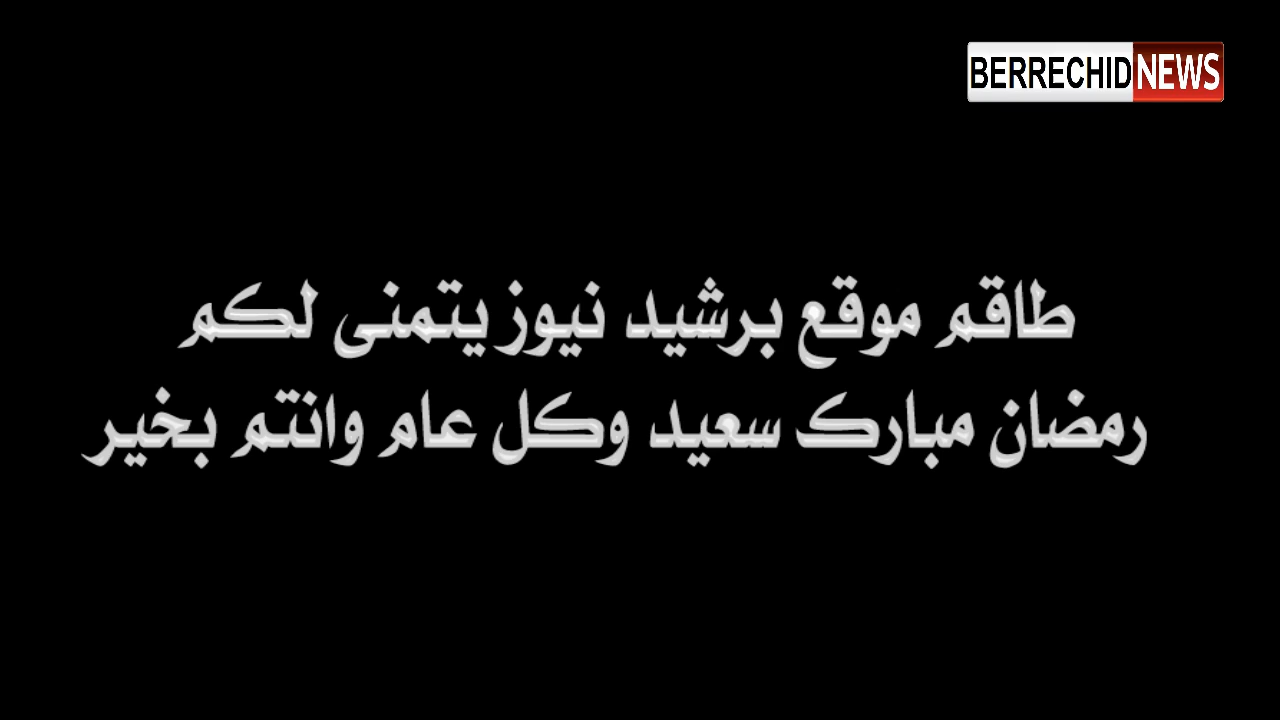 BERRECHID NEWS
طاقم موقع برشيد نيوز يتمنى لكم
رمضان مبارك سعيد وكل عام وانتم بخير